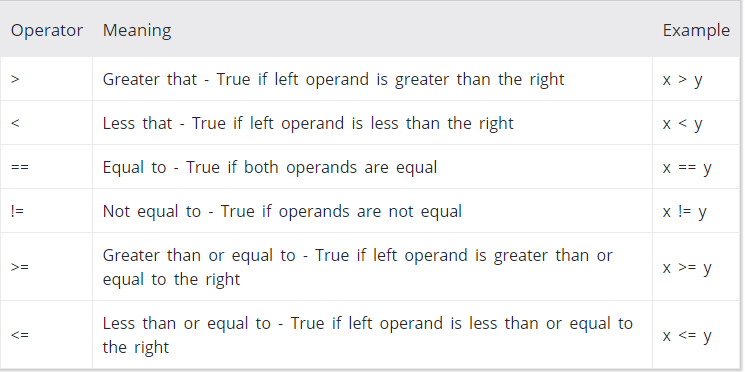 Operator Meaning Example
> Greater that - True if left operand is greater than the right x > y
< Less that - True if left operand is less than the right x < y
== Equal to - True if both operands are equal x == y
!= Not equal to - True if operands are not equal x != y
>= Greater than or equal to - True if left operand is greater than or
equal to the right x >= y
<= Less than or equal to - True if left operand is less than or equal to
the right x <= y